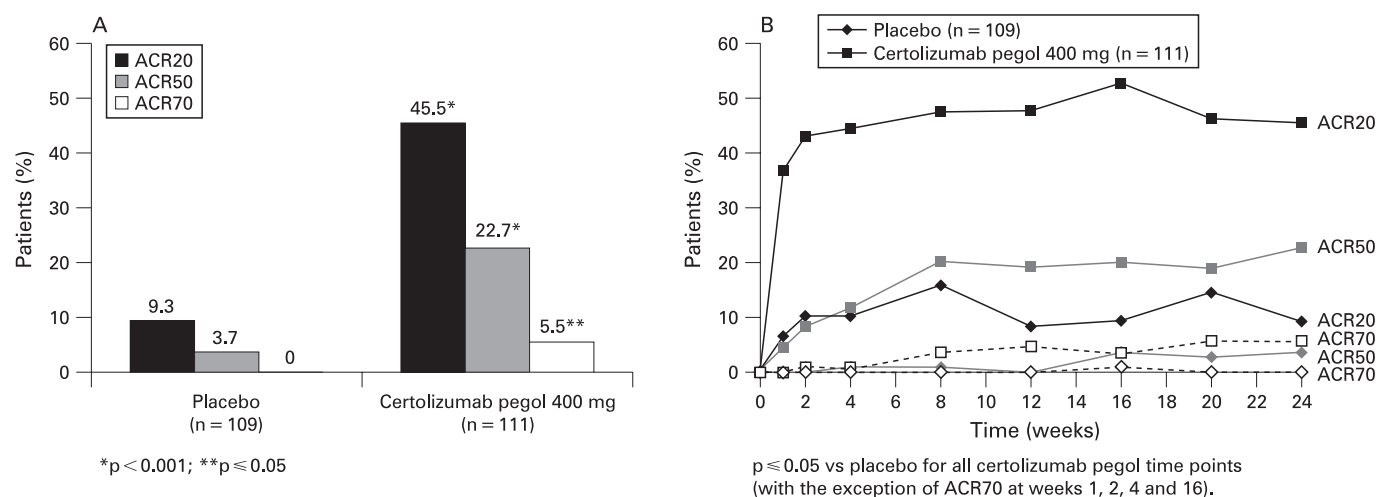 A
60
50
40
30
20
10
0
Patients (%)
ACR20
ACR50
ACR70
9.3
3.7
0
45.5*
22.7*
5.5**
Placebo
(n = 109)
Certolizumab pegol 400 mg
(n = 111)
*p < 0.001; **p ≤ 0.05
B
Placebo (n = 109)
Certolizumab pegol 400 mg (n = 111)
60
50
40
30
20
10
0
Patients (%)
ACR20
ACR50
ACR20
ACR70
ACR50
ACR70
0 2 4 6 8 10 12 14 16 18 20 22 24
Time (weeks)
p ≤ 0.05 vs placebo for all certolizumab pegol time points
(with the exception of ACR70 at weeks 1, 2, 4 and 16).